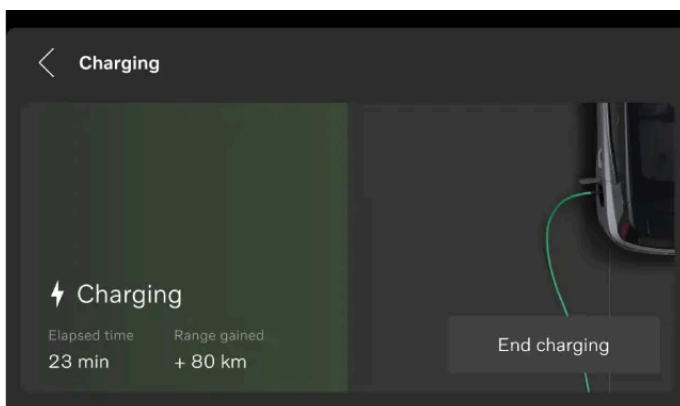 Charging
Charging
Elapsed time Range gained
23 min + 80 km
End charging